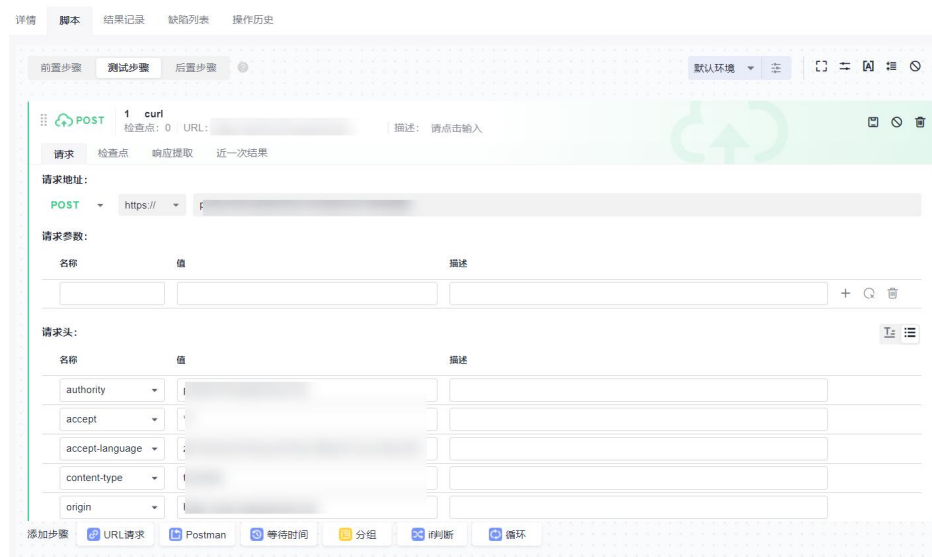 详情 脚本 结果记录 缺陷列表 操作历史
前置步骤 测试步骤 后置步骤 默认环境
POST 1 curl
检查点: 0 URL: 描述: 请点击输入
请求 检查点 响应提取 近一次结果
请求地址:
POST https://
请求参数:
名称 值 描述
请求头:
名称 值 描述
authority
accept
accept-language
content-type
origin
添加步骤 URL请求 Postman 等待时间 分组 if判断 循环